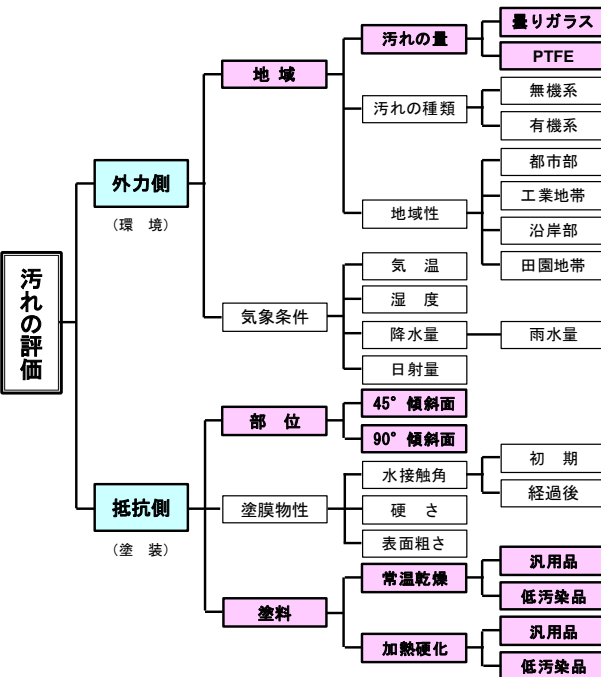 汚れの評価
外力側
（環　境）
地 域
汚れの量
曇りガラス
PTFE
汚れの種類
無機系
有機系
地域性
都市部
工業地帯
沿岸部
田園地帯
気象条件
気　温
湿　度
降水量
雨水量
日射量
抵抗側
（塗　装）
部　位
45°傾斜面
90°傾斜面
塗膜物性
水接触角
初　期
経過後
硬　さ
表面粗さ
塗料
常温乾燥
汎用品
低汚染品
加熱硬化
汎用品
低汚染品